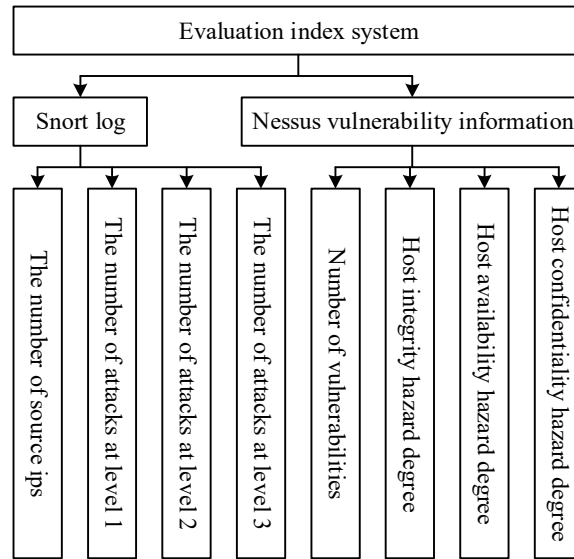 Evaluation index system
Snort log
Nessus vulnerability information
The number of source ips
The number of attacks at level 1
The number of attacks at level 2
The number of attacks at level 3
Number of vulnerabilities
Host integrity hazard degree
Host availability hazard degree
Host confidentiality hazard degree